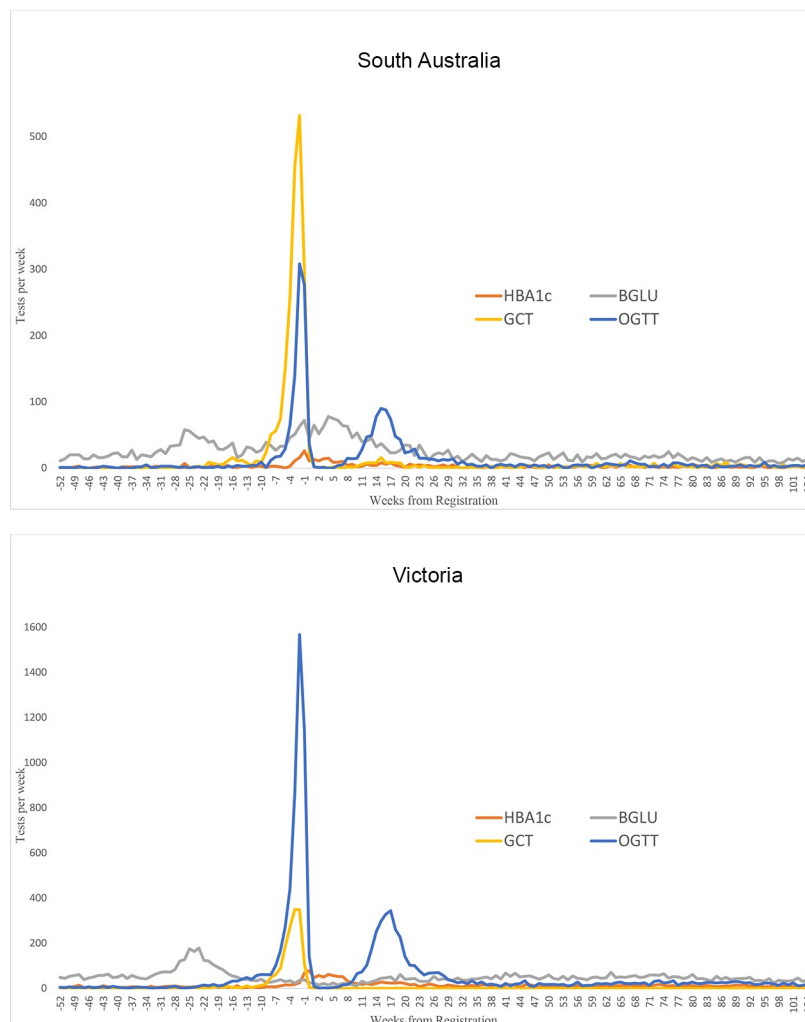 South Australia
500
400
300
200
100
0
Tests per week
HBA1c BGLU
GCT OGTT
-52 -49 -46 -43 -40 -37 -34 -31 -28 -25 -22 -19 -16 -13 -10 -7 -4 -1 2 5 8 11 14 17 20 23 26 29 32 35 38 41 44 47 50 53 56 59 62 65 68 71 74 77 80 83 86 89 92 95 98 101
Weeks from Registration
Victoria
1600
1400
1200
1000
800
600
400
200
0
Tests per week
HBA1c BGLU
GCT OGTT
-52 -49 -46 -43 -40 -37 -34 -31 -28 -25 -22 -19 -16 -13 -10 -7 -4 -1 2 5 8 11 14 17 20 23 26 29 32 35 38 41 44 47 50 53 56 59 62 65 68 71 74 77 80 83 86 89 92 95 98 101
Weeks from Registration